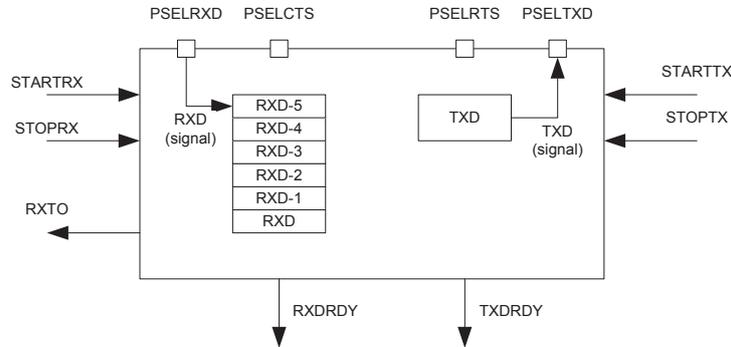 PSELRXD PSELCTS PSELRTS PSELTXD
STARTRX
STOPRX
RXTO
RXD
(signal)
RXD-5
RXD-4
RXD-3
RXD-2
RXD-1
RXD
TXD
TXD
(signal)
STARTTX
STOPTX
RXDRDY
TXDRDY